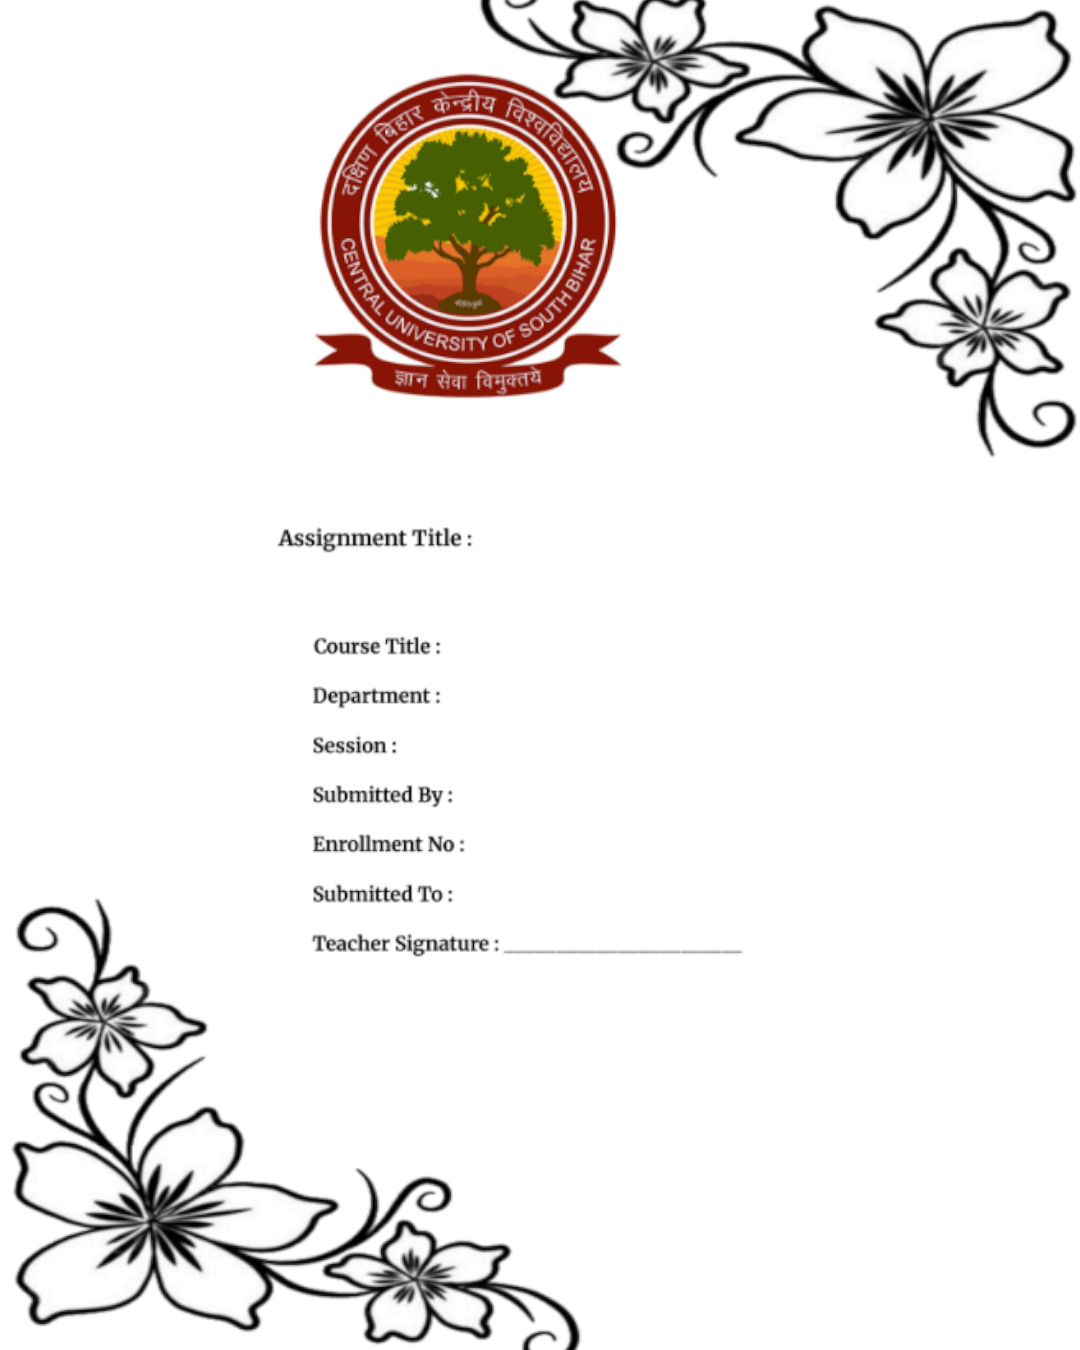 दक्षिण बिहार केन्द्रीय विश्वविद्यालय
CENTRAL UNIVERSITY OF SOUTH BIHAR
ज्ञान सेवा विमुक्तये
Assignment Title :
Course Title :
Department :
Session :
Submitted By :
Enrollment No :
Submitted To :
Teacher Signature : _______________________